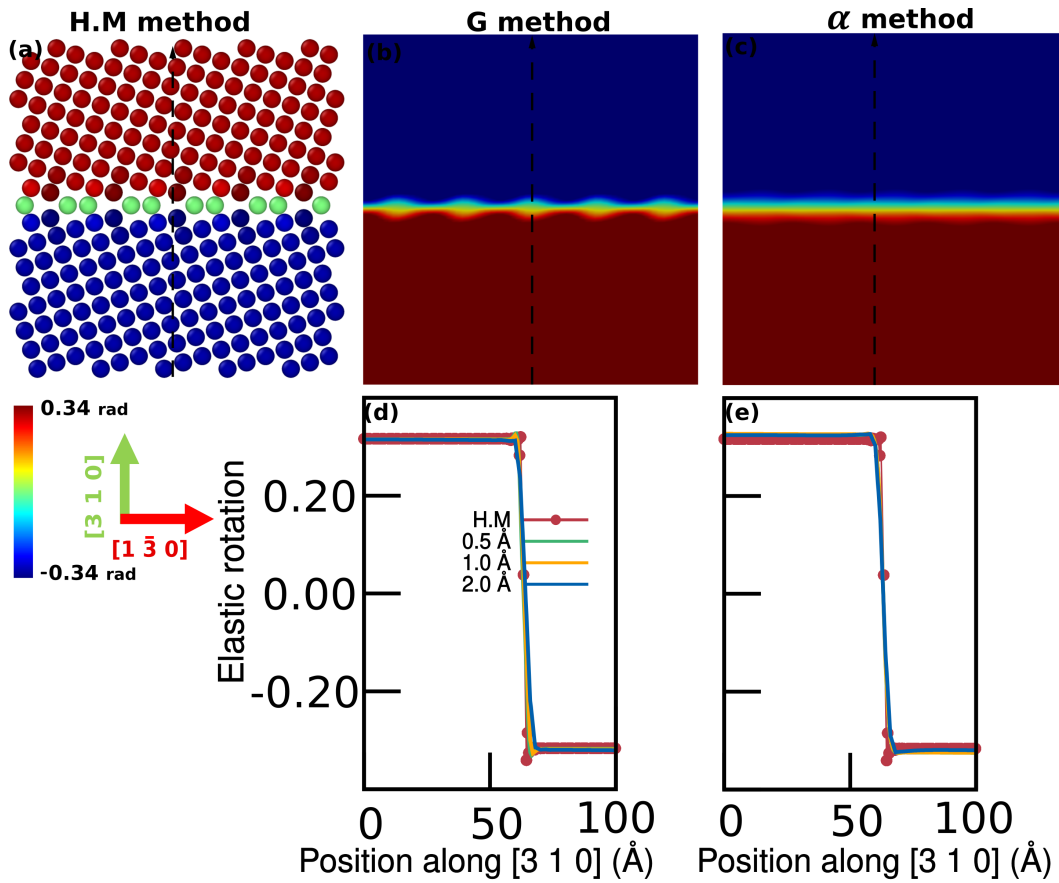 H.M method
G method
α method
(a)
(b)
(c)
0.34 rad
-0.34 rad
[3 1 0]
[1 3̄ 0]
(d)
(e)
Elastic rotation
0.20
0.00
-0.20
H.M
0.5 Å
1.0 Å
2.0 Å
0 50 100
0 50 100
Position along [3 1 0] (Å)
Position along [3 1 0] (Å)